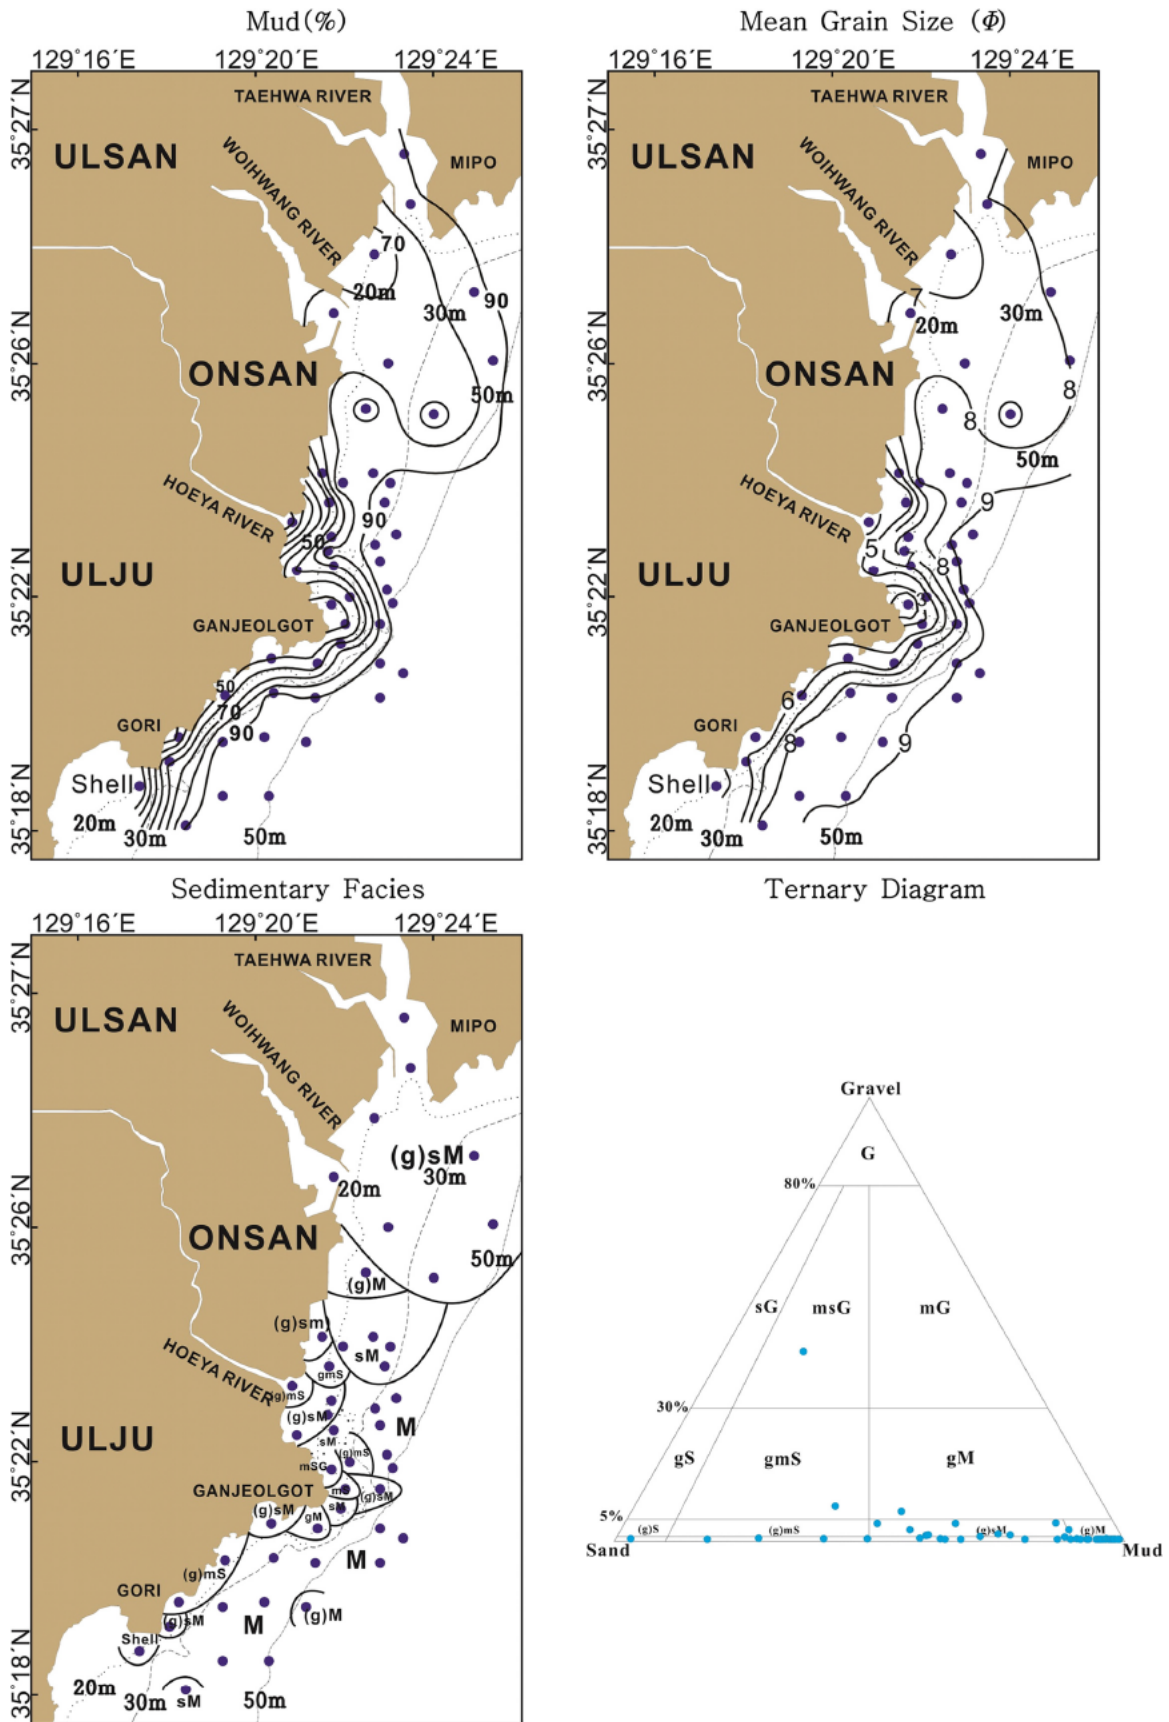 Mud(%)
129°16´E 129°20´E 129°24´E
35°27´N
TAEHWA RIVER
ULSAN
WOIHWANG RIVER
MIPO
70
20m
90
30m
35°26´N
ONSAN
50m
HOEYA RIVER
90
50
35°22´N
ULJU
GANJEOLGOT
50
70
GORI
90
Shell
35°18´N
20m
30m
50m
Mean Grain Size (Φ)
129°16´E 129°20´E 129°24´E
35°27´N
TAEHWA RIVER
ULSAN
WOIHWANG RIVER
MIPO
7
20m
30m
35°26´N
ONSAN
8
8
50m
HOEYA RIVER
9
5
8
35°22´N
ULJU
3
GANJEOLGOT
6
GORI
8
9
Shell
35°18´N
20m
30m
50m
Sedimentary Facies
129°16´E 129°20´E 129°24´E
35°27´N
TAEHWA RIVER
ULSAN
WOIHWANG RIVER
MIPO
(g)sM
30m
20m
35°26´N
ONSAN
50m
(g)M
(g)sm)
sM
HOEYA RIVER
gmS
(g)mS
(g)sM
M
sM
(g)mS
35°22´N
ULJU
mSG
GANJEOLGOT
mS
(g)sM
(g)sM
sM
gM
M
(g)mS
GORI
(g)M
(g)sM
M
Shell
35°18´N
20m
30m
sM
50m
Ternary Diagram
Gravel
G
80%
sG msG mG
30%
gS gmS gM
5%
(g)S (g)mS (g)sM (g)M
Sand Mud